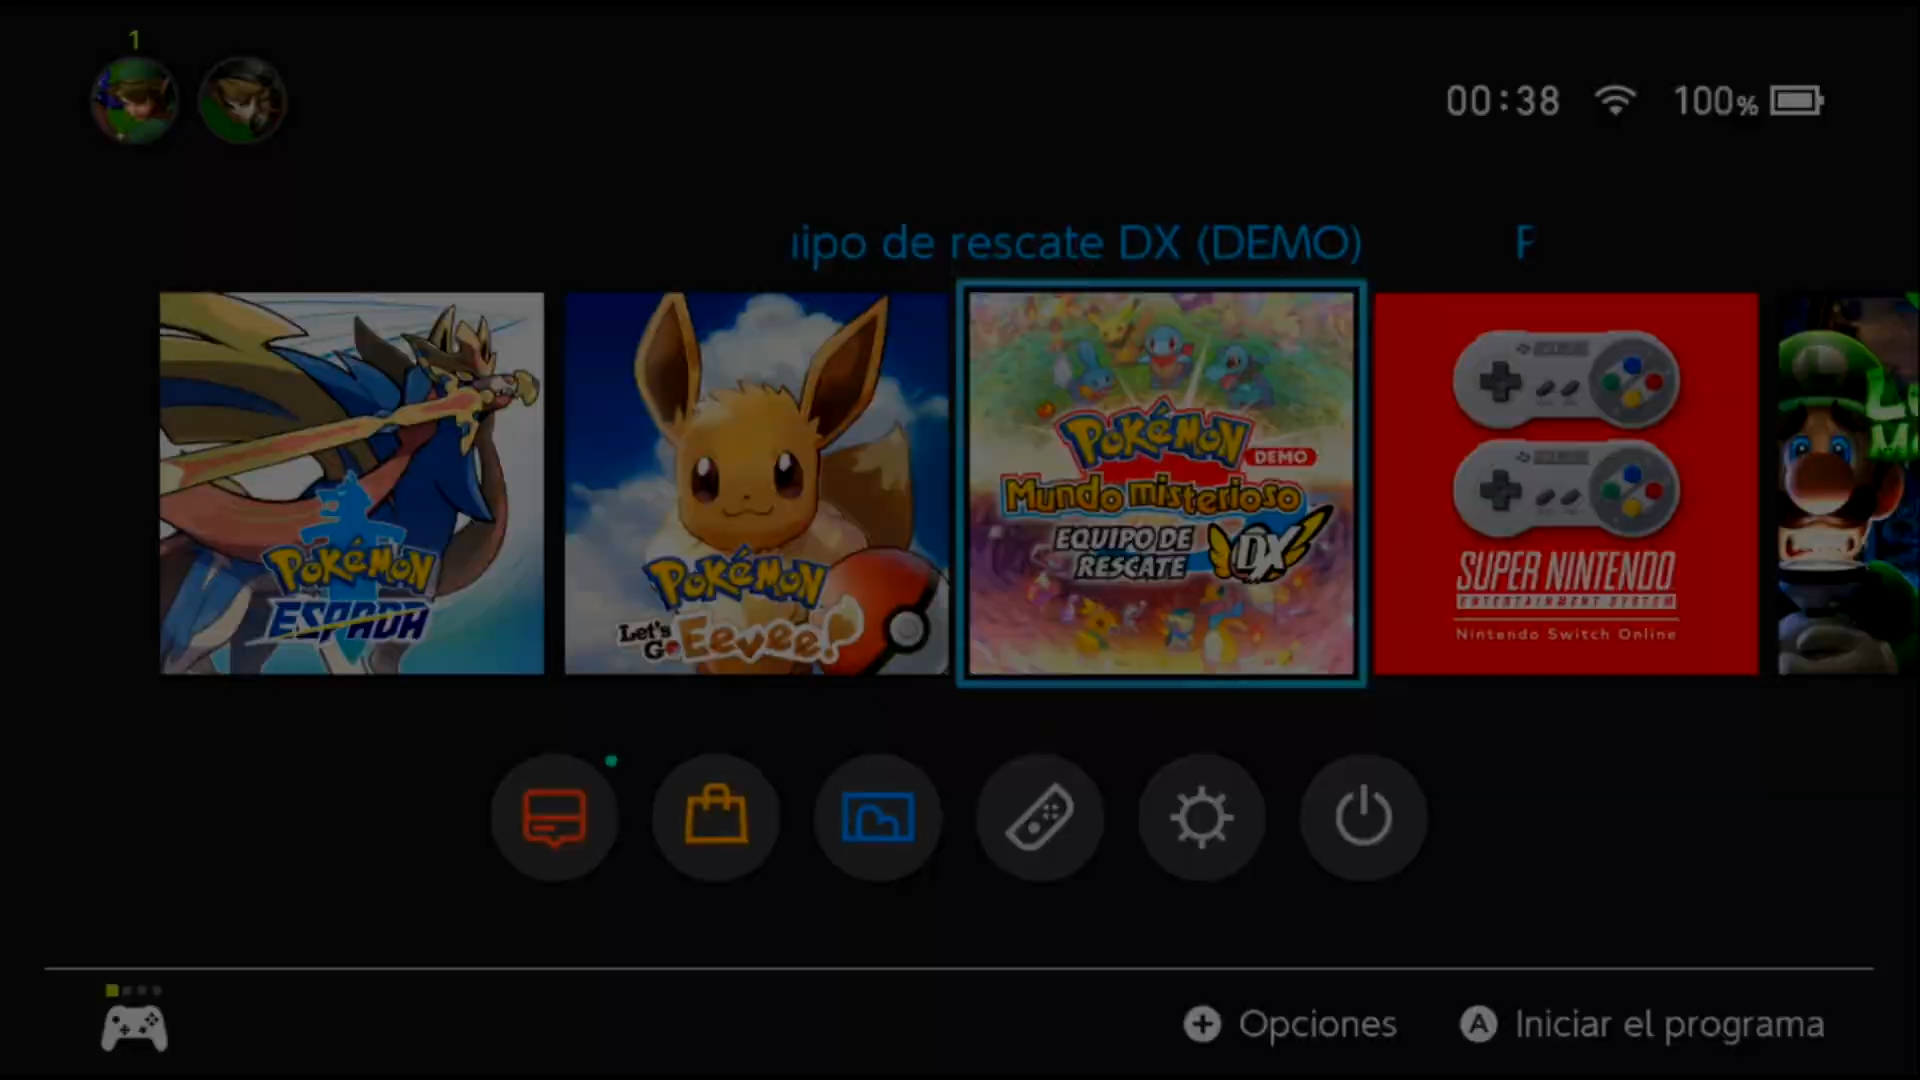 1
00:38
100%
uipo de rescate DX (DEMO) P
POKÉMON
ESPADA
POKÉMON
Let's Go Eevee!
POKÉMON
DEMO
Mundo misterioso
EQUIPO DE
RESCATE DX
SUPER NINTENDO
ENTERTAINMENT SYSTEM
Nintendo Switch Online
L
M
+ Opciones
A Iniciar el programa